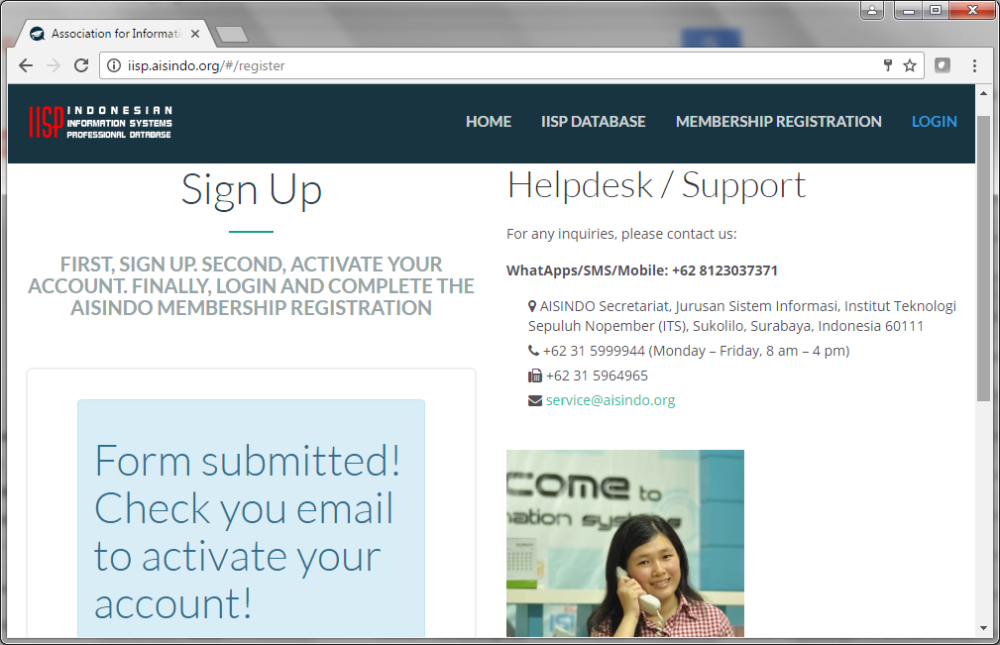 Association for Informati
iisp.aisindo.org/#/register
IISP INDONESIAN
INFORMATION SYSTEMS
PROFESSIONAL DATABASE
HOME IISP DATABASE MEMBERSHIP REGISTRATION LOGIN
Sign Up
FIRST, SIGN UP. SECOND, ACTIVATE YOUR
ACCOUNT. FINALLY, LOGIN AND COMPLETE THE
AISINDO MEMBERSHIP REGISTRATION
Form submitted!
Check you email
to activate your
account!
Helpdesk / Support
For any inquiries, please contact us:
WhatApps/SMS/Mobile: +62 8123037371
AISINDO Secretariat, Jurusan Sistem Informasi, Institut Teknologi
Sepuluh Nopember (ITS), Sukolilo, Surabaya, Indonesia 60111
+62 31 5999944 (Monday – Friday, 8 am – 4 pm)
+62 31 5964965
service@aisindo.org
COME to
mation systems